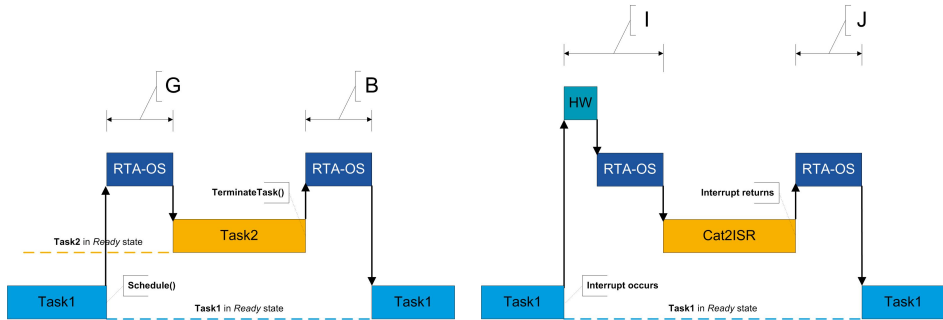 G
B
RTA-OS
RTA-OS
TerminateTask()
Task2
Task2 in Ready state
Schedule()
Task1
Task1
Task1 in Ready state
I
J
HW
RTA-OS
RTA-OS
Interrupt returns
Cat2ISR
Interrupt occurs
Task1
Task1
Task1 in Ready state